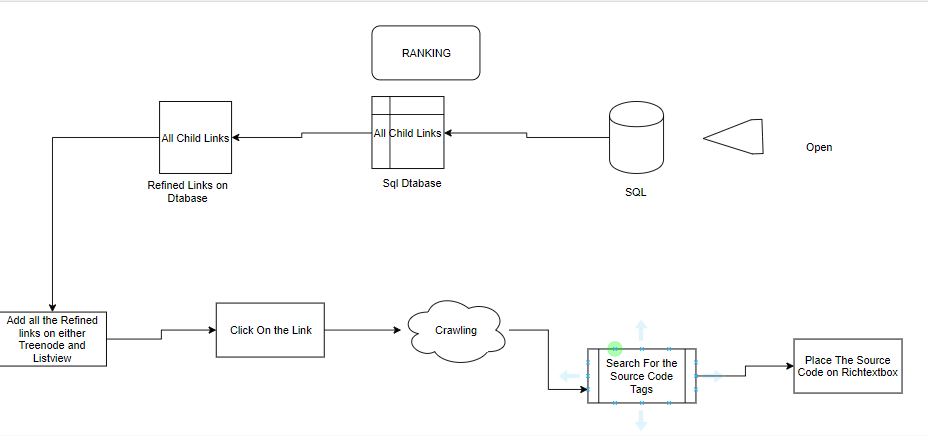 RANKING
All Child Links
Refined Links on
Dtabase
All Child Links
Sql Dtabase
SQL
Open
Add all the Refined
links on either
Treenode and
Listview
Click On the Link
Crawling
Search For the
Source Code
Tags
Place The Source
Code on Richtextbox